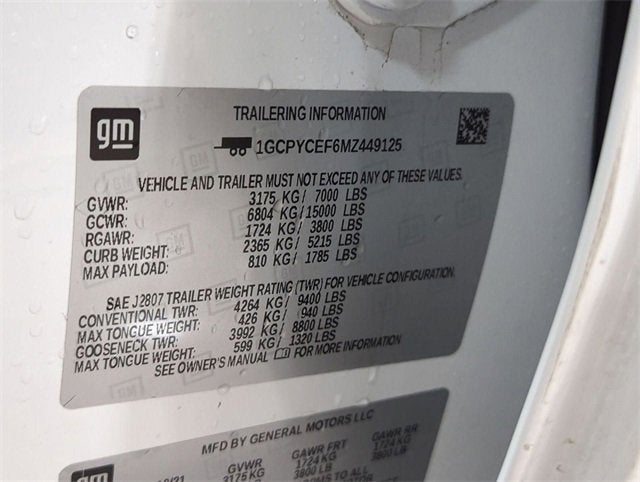 gm
TRAILERING INFORMATION
1GCPYCEF6MZ449125
VEHICLE AND TRAILER MUST NOT EXCEED ANY OF THESE VALUES.
GVWR: 3175 KG/ 7000 LBS
GCWR: 6804 KG/15000 LBS
RGAWR: 1724 KG/ 3800 LBS
CURB WEIGHT: 2365 KG/ 5215 LBS
MAX PAYLOAD: 810 KG/ 1785 LBS
SAE J2807 TRAILER WEIGHT RATING (TWR) FOR VEHICLE CONFIGURATION.
CONVENTIONAL TWR: 4264 KG/ 9400 LBS
MAX TONGUE WEIGHT: 426 KG/ 940 LBS
GOOSENECK TWR: 3992 KG/ 8800 LBS
MAX TONGUE WEIGHT: 599 KG/ 1320 LBS
SEE OWNER'S MANUAL FOR MORE INFORMATION
MFD BY GENERAL MOTORS LLC
GVWR GAWR FRT GAWR RR
3175 KG 1724 KG 1724 KG
3800 LB 3800 LB
TO ALL